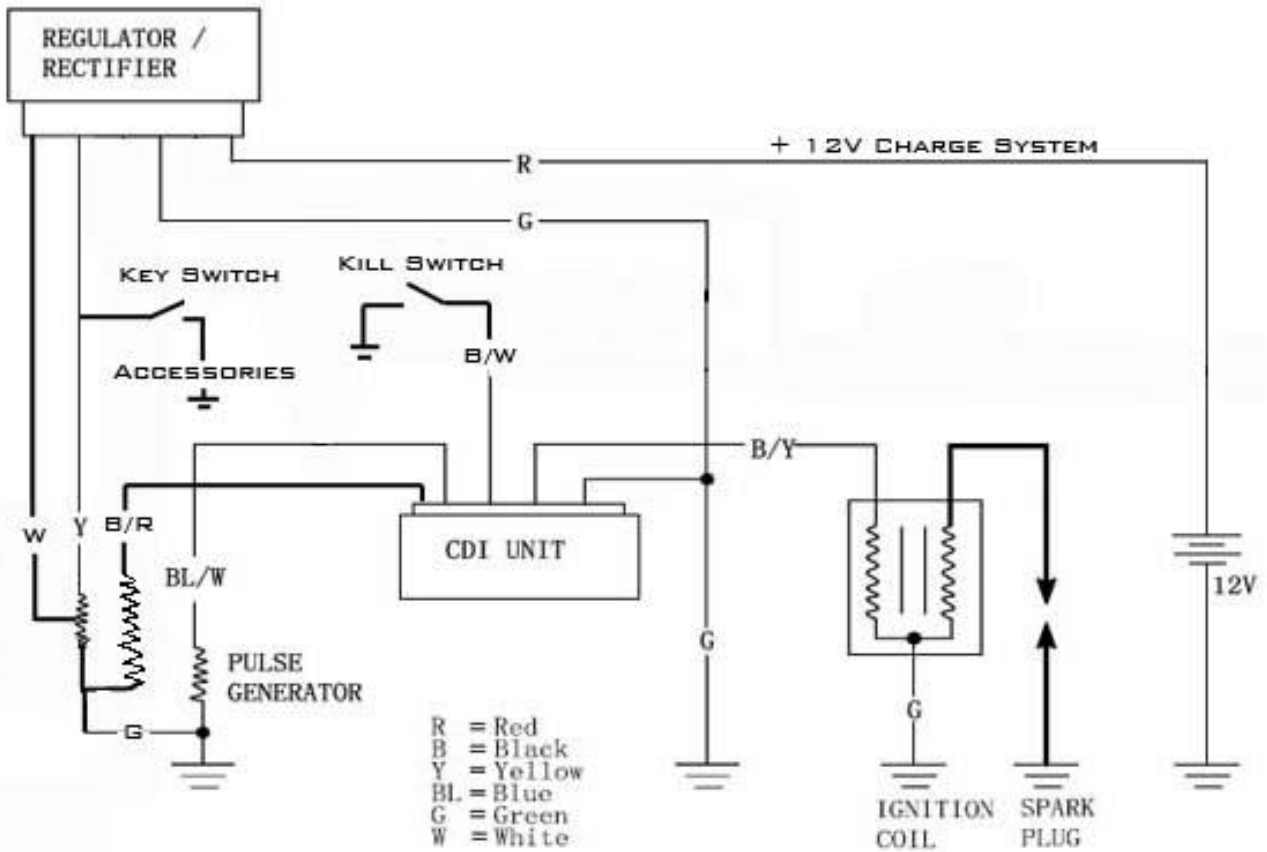 REGULATOR /
RECTIFIER
+ 12V CHARGE SYSTEM
R
G
KEY SWITCH
KILL SWITCH
B/W
ACCESSORIES
B/Y
W
Y
B/R
CDI UNIT
BL/W
12V
G
PULSE
GENERATOR
G
G
R = Red
B = Black
Y = Yellow
BL = Blue
G = Green
W = White
IGNITION
COIL
SPARK
PLUG